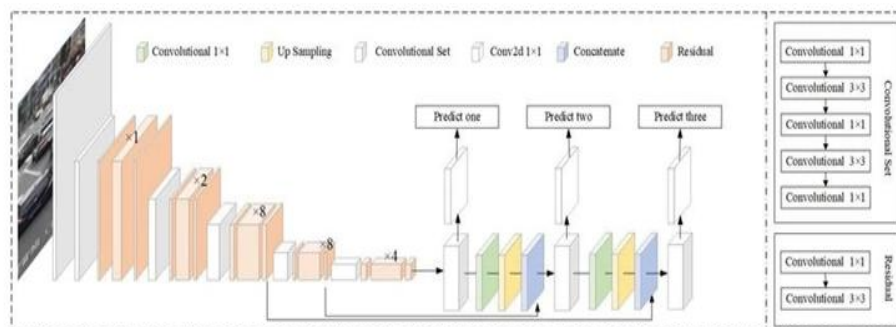 Convolutional 1×1
Up Sampling
Convolutional Set
Conv2d 1×1
Concatenate
Residual
×1
×2
×8
×8
×4
Predict one
Predict two
Predict three
Convolutional 1×1
Convolutional 3×3
Convolutional 1×1
Convolutional 3×3
Convolutional 1×1
Convolutional Set
Convolutional 1×1
Convolutional 3×3
Residual